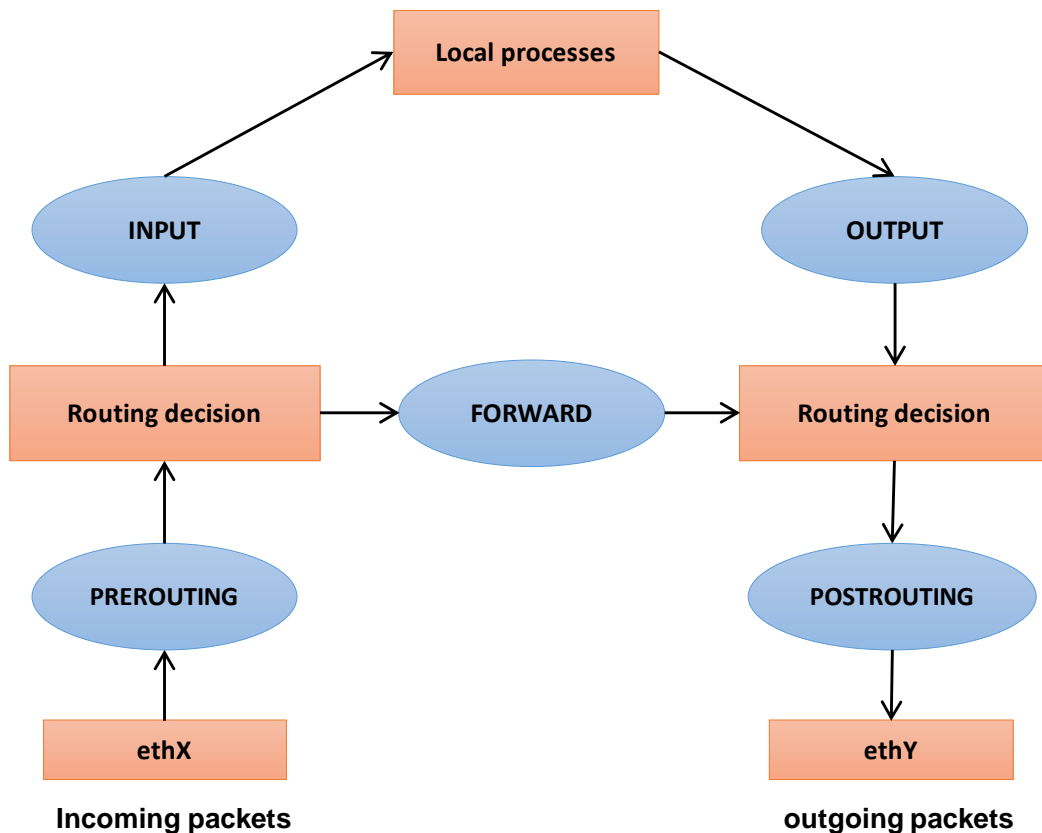 Local processes
INPUT
OUTPUT
Routing decision
FORWARD
Routing decision
PREROUTING
POSTROUTING
ethX
ethY
Incoming packets
outgoing packets